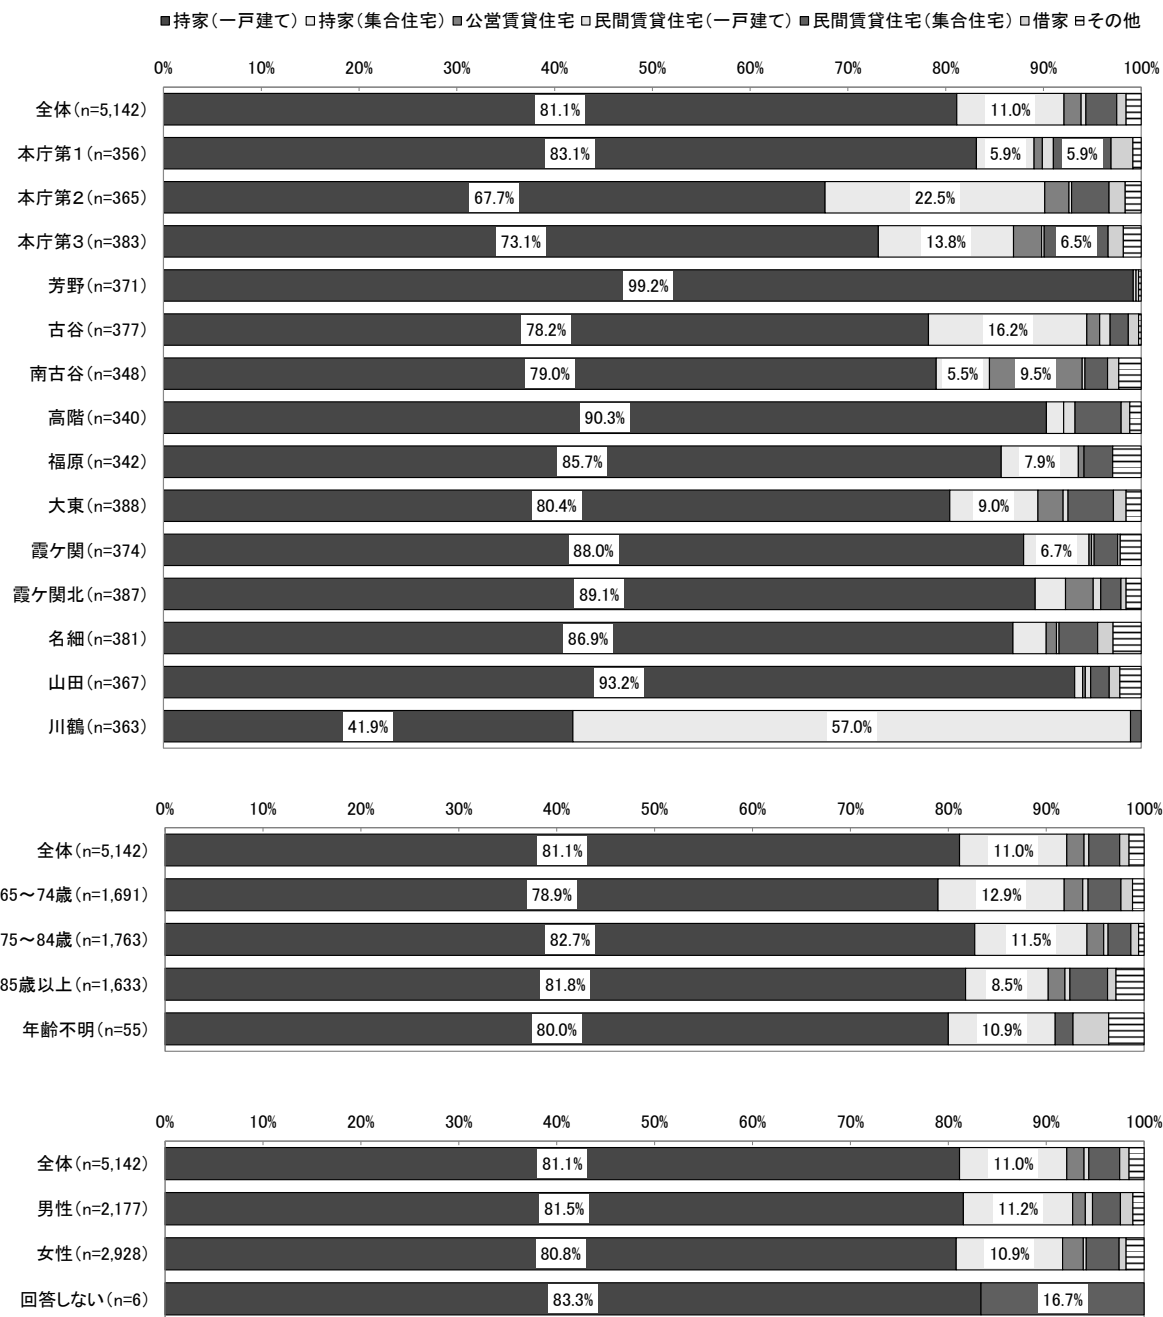 ■持家（一戸建て） □持家（集合住宅） ■公営賃貸住宅 □民間賃貸住宅（一戸建て） ■民間賃貸住宅（集合住宅） □借家 その他
0% 10% 20% 30% 40% 50% 60% 70% 80% 90% 100%
全体（n=5,142） 81.1% 11.0%
本庁第１（n=356） 83.1% 5.9% 5.9%
本庁第２（n=365） 67.7% 22.5%
本庁第３（n=383） 73.1% 13.8% 6.5%
芳野（n=371） 99.2%
古谷（n=377） 78.2% 16.2%
南古谷（n=348） 79.0% 5.5% 9.5%
高階（n=340） 90.3%
福原（n=342） 85.7% 7.9%
大東（n=388） 80.4% 9.0%
霞ケ関（n=374） 88.0% 6.7%
霞ケ関北（n=387） 89.1%
名細（n=381） 86.9%
山田（n=367） 93.2%
川鶴（n=363） 41.9% 57.0%
0% 10% 20% 30% 40% 50% 60% 70% 80% 90% 100%
全体（n=5,142） 81.1% 11.0%
65～74歳（n=1,691） 78.9% 12.9%
75～84歳（n=1,763） 82.7% 11.5%
85歳以上（n=1,633） 81.8% 8.5%
年齢不明（n=55） 80.0% 10.9%
0% 10% 20% 30% 40% 50% 60% 70% 80% 90% 100%
全体（n=5,142） 81.1% 11.0%
男性（n=2,177） 81.5% 11.2%
女性（n=2,928） 80.8% 10.9%
回答しない（n=6） 83.3% 16.7%